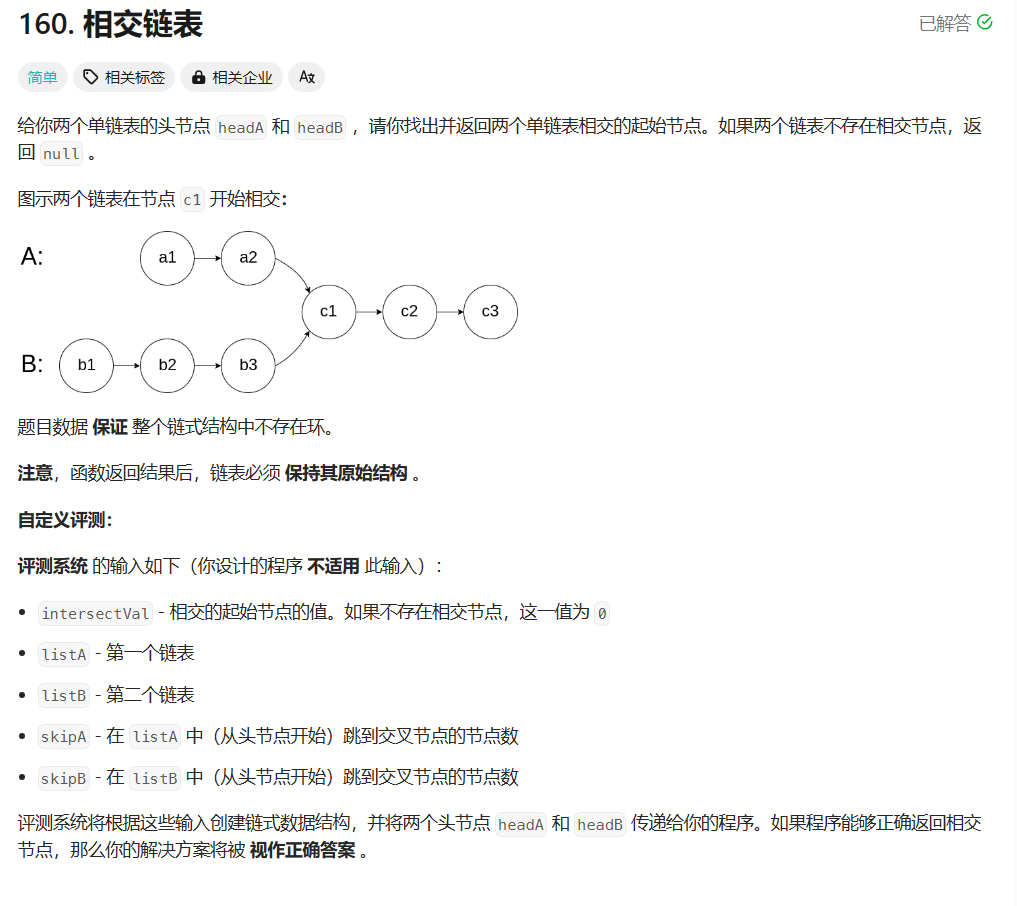 160. 相交链表
已解答
简单 相关标签 相关企业 Ax
给你两个单链表的头节点 headA 和 headB ，请你找出并返回两个单链表相交的起始节点。如果两个链表不存在相交节点，返
回 null 。
图示两个链表在节点 c1 开始相交：
A: a1 a2
c1 c2 c3
B: b1 b2 b3
题目数据 保证 整个链式结构中不存在环。
注意，函数返回结果后，链表必须 保持其原始结构 。
自定义评测：
评测系统 的输入如下（你设计的程序 不适用 此输入）：
• intersectVal - 相交的起始节点的值。如果不存在相交节点，这一值为 0
• listA - 第一个链表
• listB - 第二个链表
• skipA - 在 listA 中（从头节点开始）跳到交叉节点的节点数
• skipB - 在 listB 中（从头节点开始）跳到交叉节点的节点数
评测系统将根据这些输入创建链式数据结构，并将两个头节点 headA 和 headB 传递给你的程序。如果程序能够正确返回相交
节点，那么你的解决方案将被 视作正确答案 。